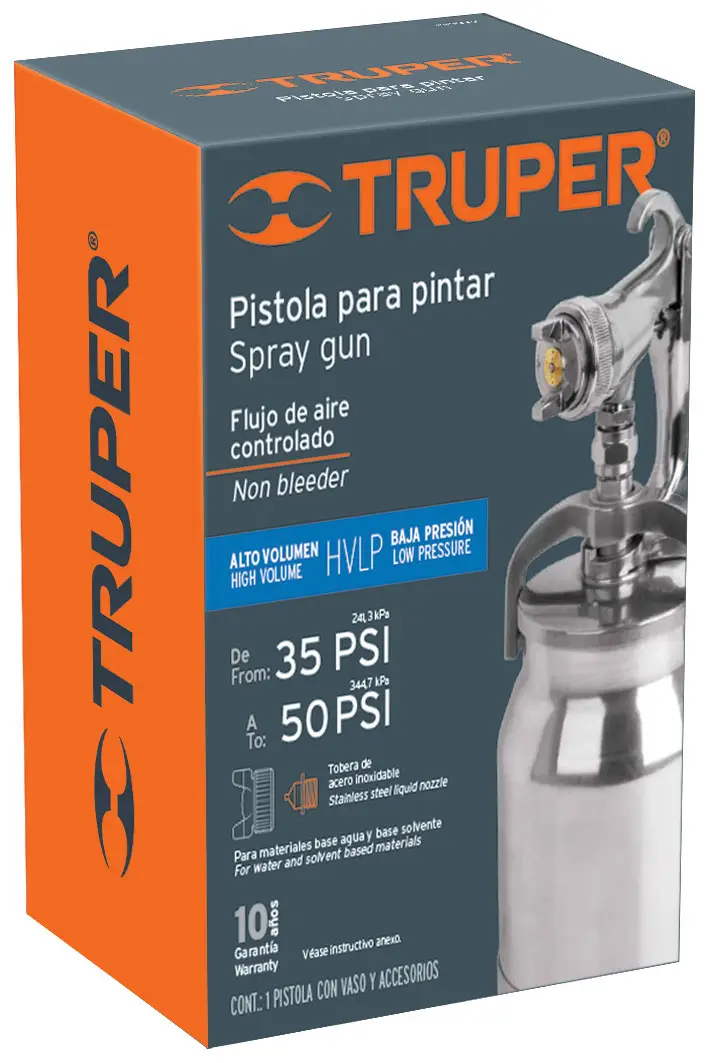 TRUPER
Pistola para pintar
Spray gun
TRUPER®
TRUPER®
Pistola para pintar
Spray gun
Flujo de aire
controlado
Non bleeder
ALTO VOLUMEN
HIGH VOLUME
HVLP
BAJA PRESIÓN
LOW PRESSURE
241,3 kPa
De
From: 35 PSI
344,7 kPa
A
To: 50 PSI
Tobera de
acero inoxidable
Stainless steel liquid nozzle
Para materiales base agua y base solvente
For water and solvent based materials
10 años
Garantía
Warranty
Véase instructivo anexo.
CONT.: 1 PISTOLA CON VASO Y ACCESORIOS